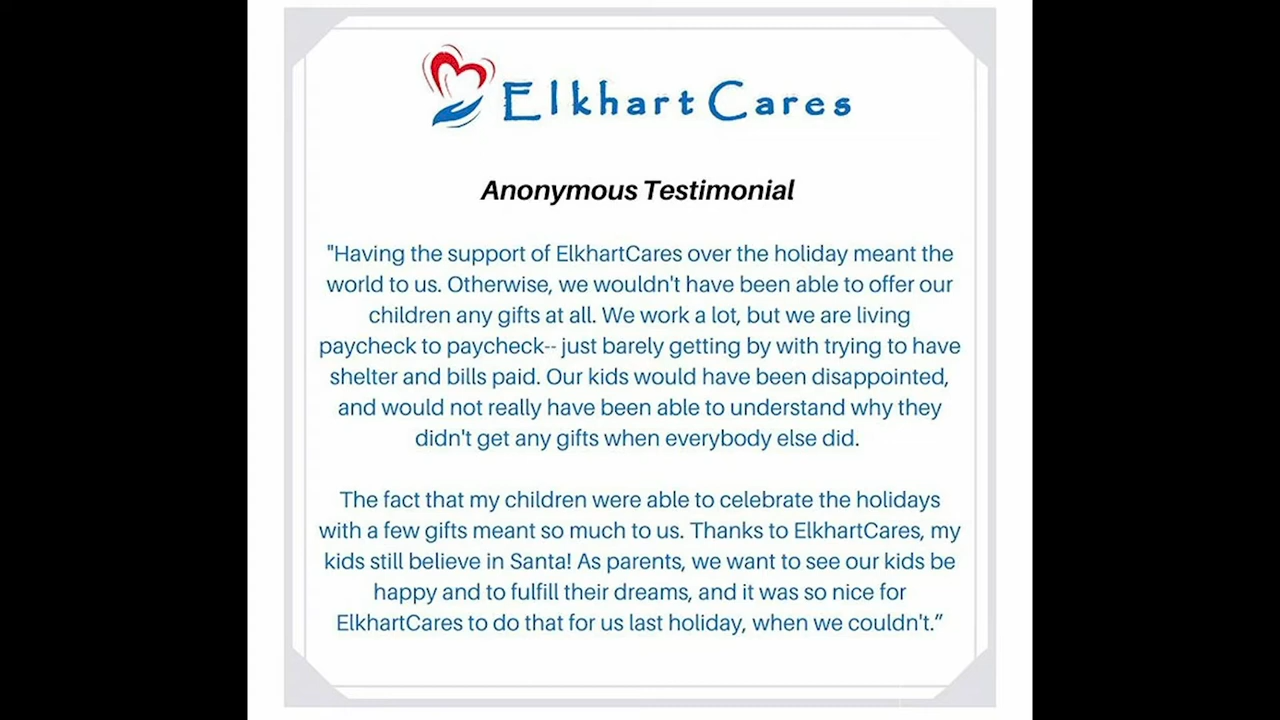 Elkhart Cares
Anonymous Testimonial
"Having the support of ElkhartCares over the holiday meant the
world to us. Otherwise, we wouldn't have been able to offer our
children any gifts at all. We work a lot, but we are living
paycheck to paycheck-- just barely getting by with trying to have
shelter and bills paid. Our kids would have been disappointed,
and would not really have been able to understand why they
didn't get any gifts when everybody else did.
The fact that my children were able to celebrate the holidays
with a few gifts meant so much to us. Thanks to ElkhartCares, my
kids still believe in Santa! As parents, we want to see our kids be
happy and to fulfill their dreams, and it was so nice for
ElkhartCares to do that for us last holiday, when we couldn't.”